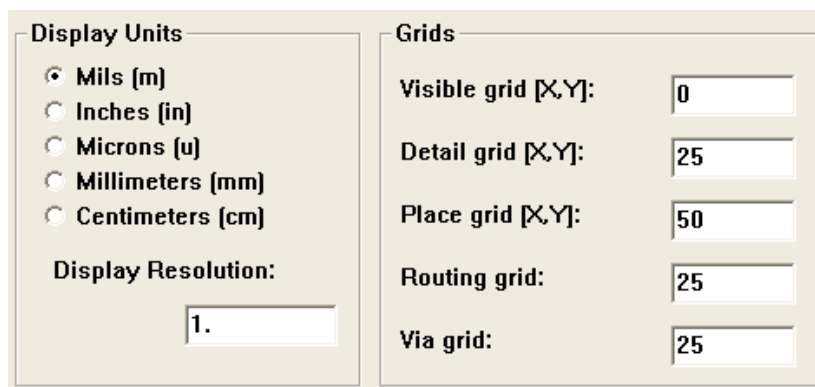 Display Units
Mils (m)
Inches (in)
Microns (u)
Millimeters (mm)
Centimeters (cm)
Display Resolution:
1.
Grids
Visible grid [X,Y]:
0
Detail grid [X,Y]:
25
Place grid [X,Y]:
50
Routing grid:
25
Via grid:
25